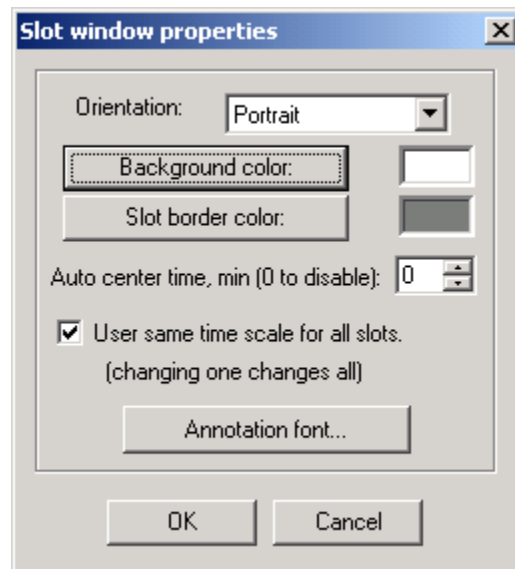 Slot window properties
Orientation: Portrait
Background color:
Slot border color:
Auto center time, min (0 to disable): 0
User same time scale for all slots.
(changing one changes all)
Annotation font...
OK Cancel